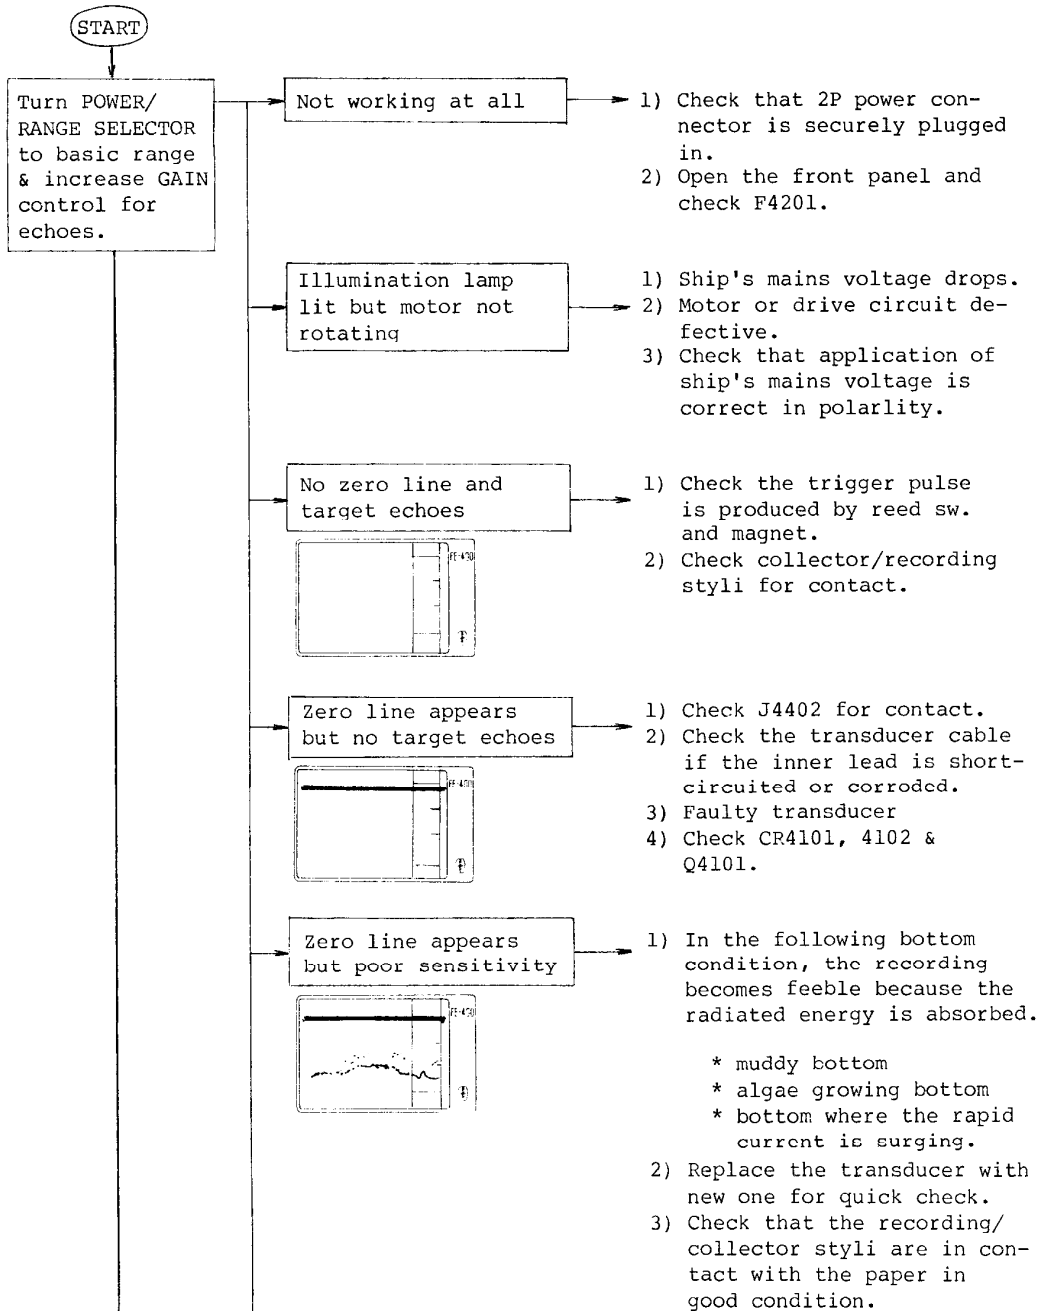 START
Turn POWER/
RANGE SELECTOR
to basic range
& increase GAIN
control for
echoes.
Not working at all
1) Check that 2P power con-
nector is securely plugged
in.
2) Open the front panel and
check F4201.
Illumination lamp
lit but motor not
rotating
1) Ship's mains voltage drops.
2) Motor or drive circuit de-
fective.
3) Check that application of
ship's mains voltage is
correct in polarlity.
No zero line and
target echoes
1) Check the trigger pulse
is produced by reed sw.
and magnet.
2) Check collector/recording
styli for contact.
Zero line appears
but no target echoes
1) Check J4402 for contact.
2) Check the transducer cable
if the inner lead is short-
circuited or corroded.
3) Faulty transducer
4) Check CR4101, 4102 &
Q4101.
Zero line appears
but poor sensitivity
1) In the following bottom
condition, the recording
becomes feeble because the
radiated energy is absorbed.
* muddy bottom
* algae growing bottom
* bottom where the rapid
current is surging.
2) Replace the transducer with
new one for quick check.
3) Check that the recording/
collector styli are in con-
tact with the paper in
good condition.